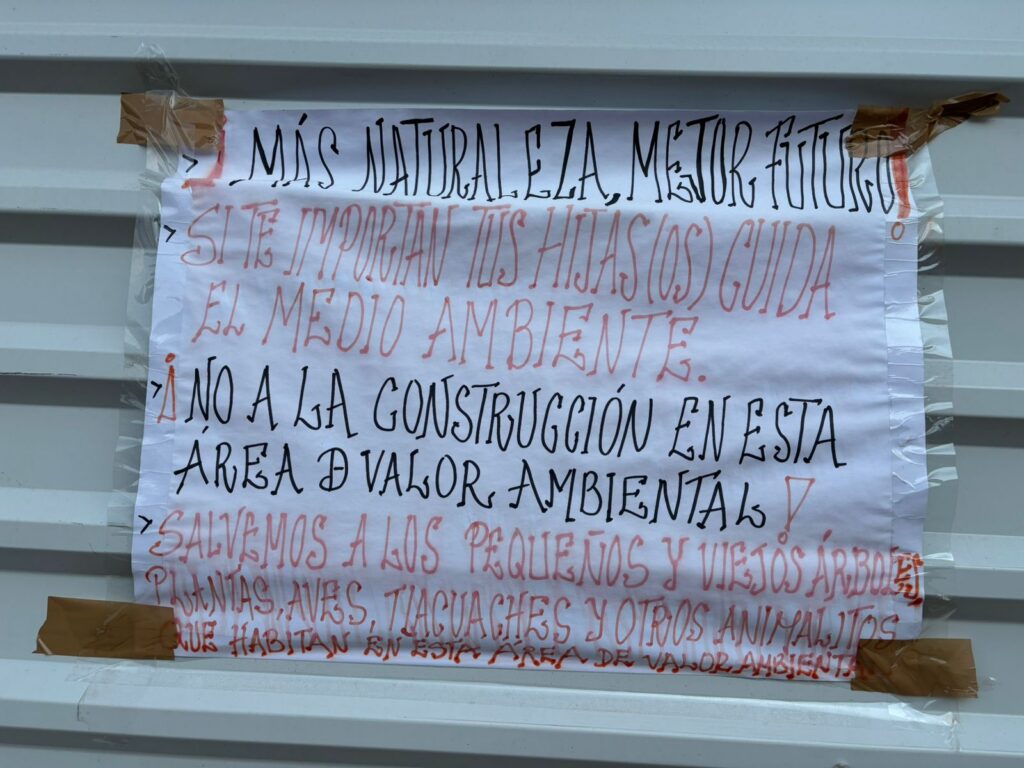 > ¡ MÁS NATURALEZA, MEJOR FUTURO!
> SI TE IMPORTAN TUS HIJAS(OS) CUIDA
EL MEDIO AMBIENTE.
> ¡NO A LA CONSTRUCCIÓN EN ESTA
ÁREA D VALOR AMBIENTAL!
> SALVEMOS A LOS PEQUEÑOS Y VIEJOS ÁRBOLES,
PLANTAS, AVES, TLACUACHES Y OTROS ANIMALITOS
QUE HABITAN EN ESTA ÁREA DE VALOR AMBIENTAL